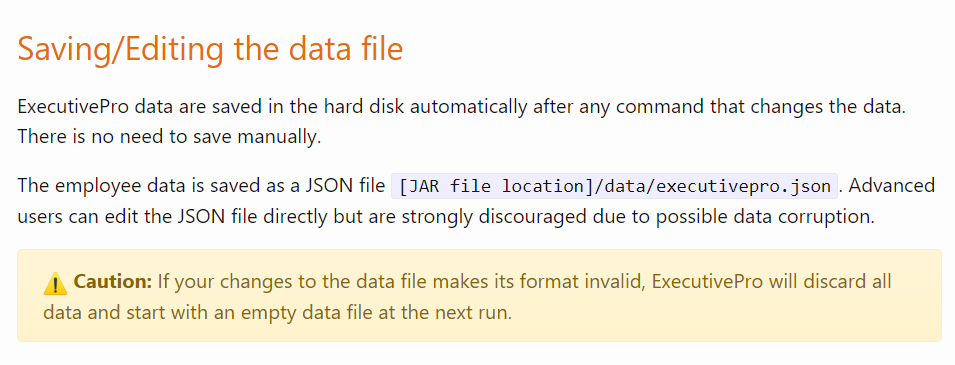 Saving/Editing the data file
ExecutivePro data are saved in the hard disk automatically after any command that changes the data.
There is no need to save manually.
The employee data is saved as a JSON file [JAR file location]/data/executivepro.json. Advanced
users can edit the JSON file directly but are strongly discouraged due to possible data corruption.
⚠️ Caution: If your changes to the data file makes its format invalid, ExecutivePro will discard all
data and start with an empty data file at the next run.